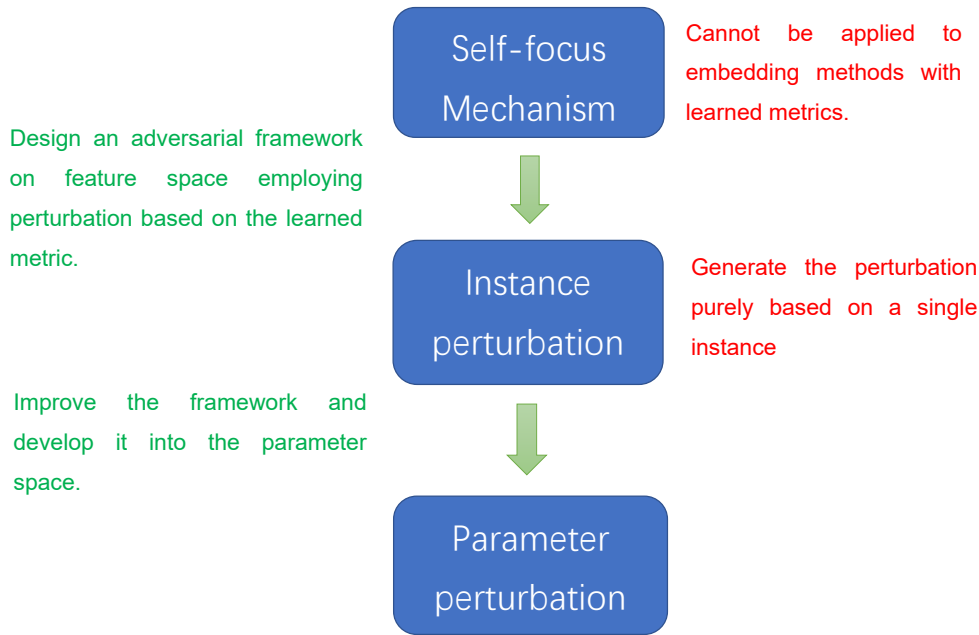 Self-focus
Mechanism
Cannot be applied to
embedding methods with
learned metrics.
Design an adversarial framework
on feature space employing
perturbation based on the learned
metric.
Instance
perturbation
Generate the perturbation
purely based on a single
instance
Improve the framework and
develop it into the parameter
space.
Parameter
perturbation